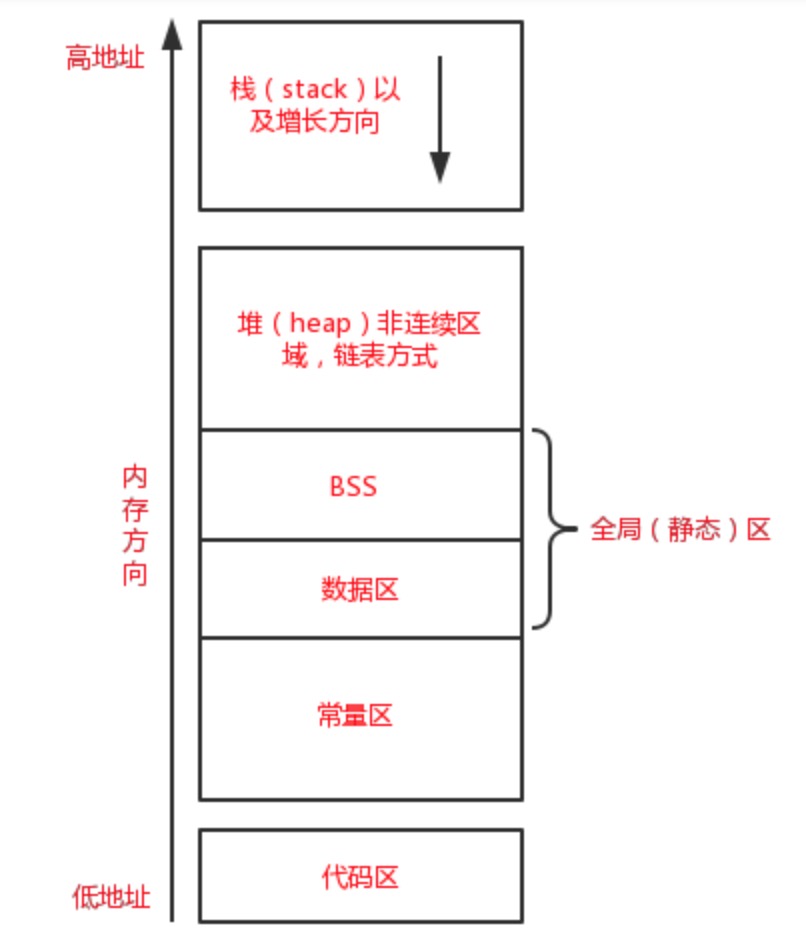 高地址
栈（stack）以
及增长方向
堆（heap）非连续区
域，链表方式
内
存
方
向
BSS
全局（静态）区
数据区
常量区
代码区
低地址